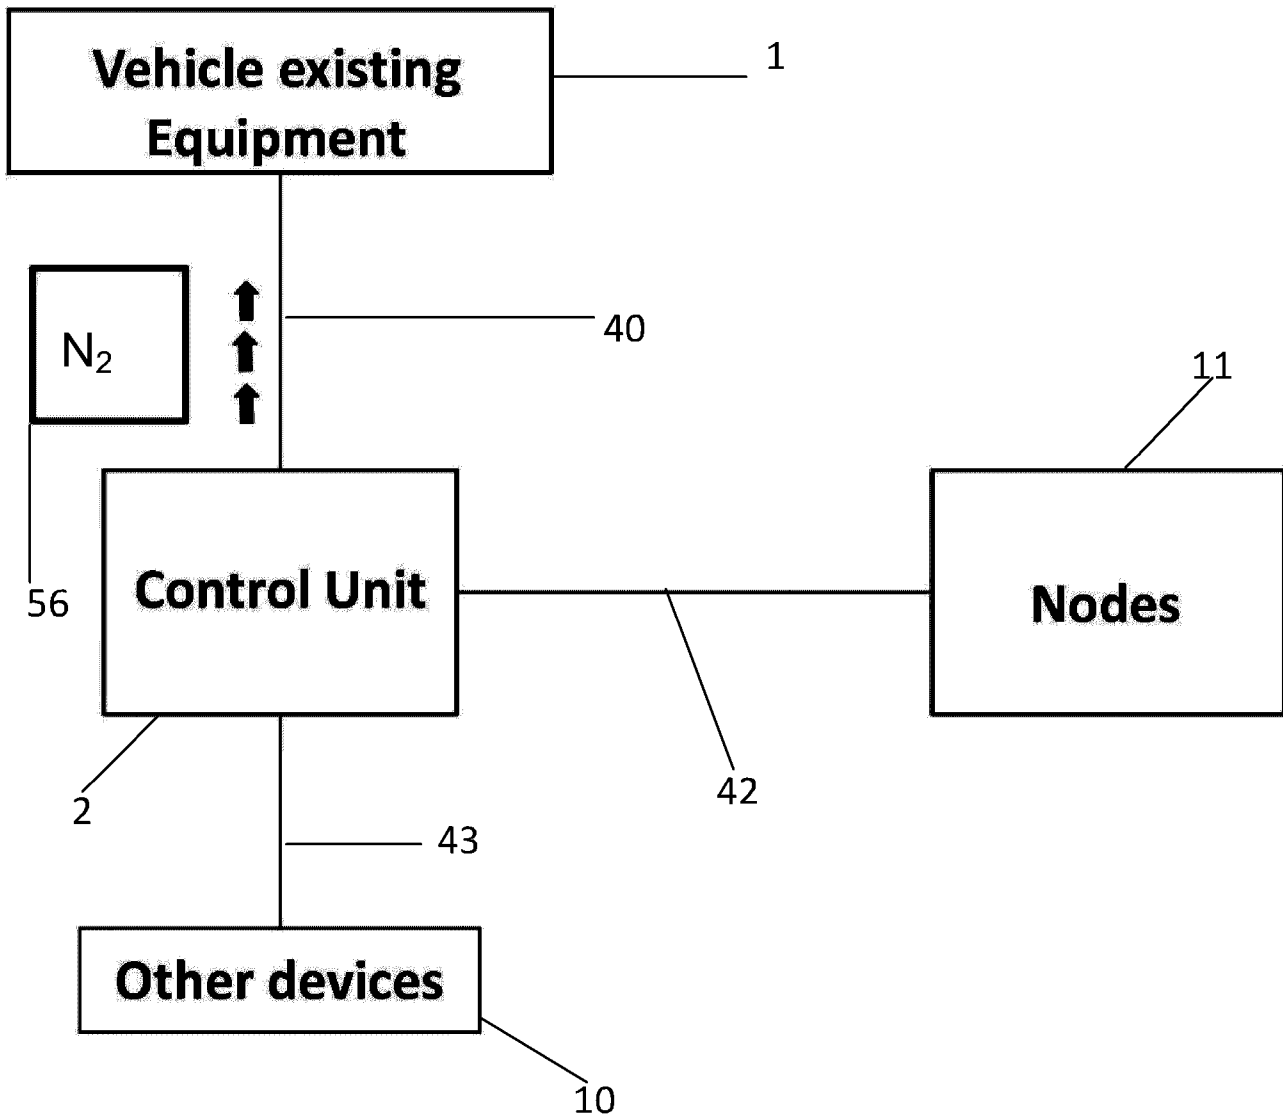 Vehicle existing
Equipment
1
N₂
40
11
Control Unit
56
Nodes
42
2
43
Other devices
10